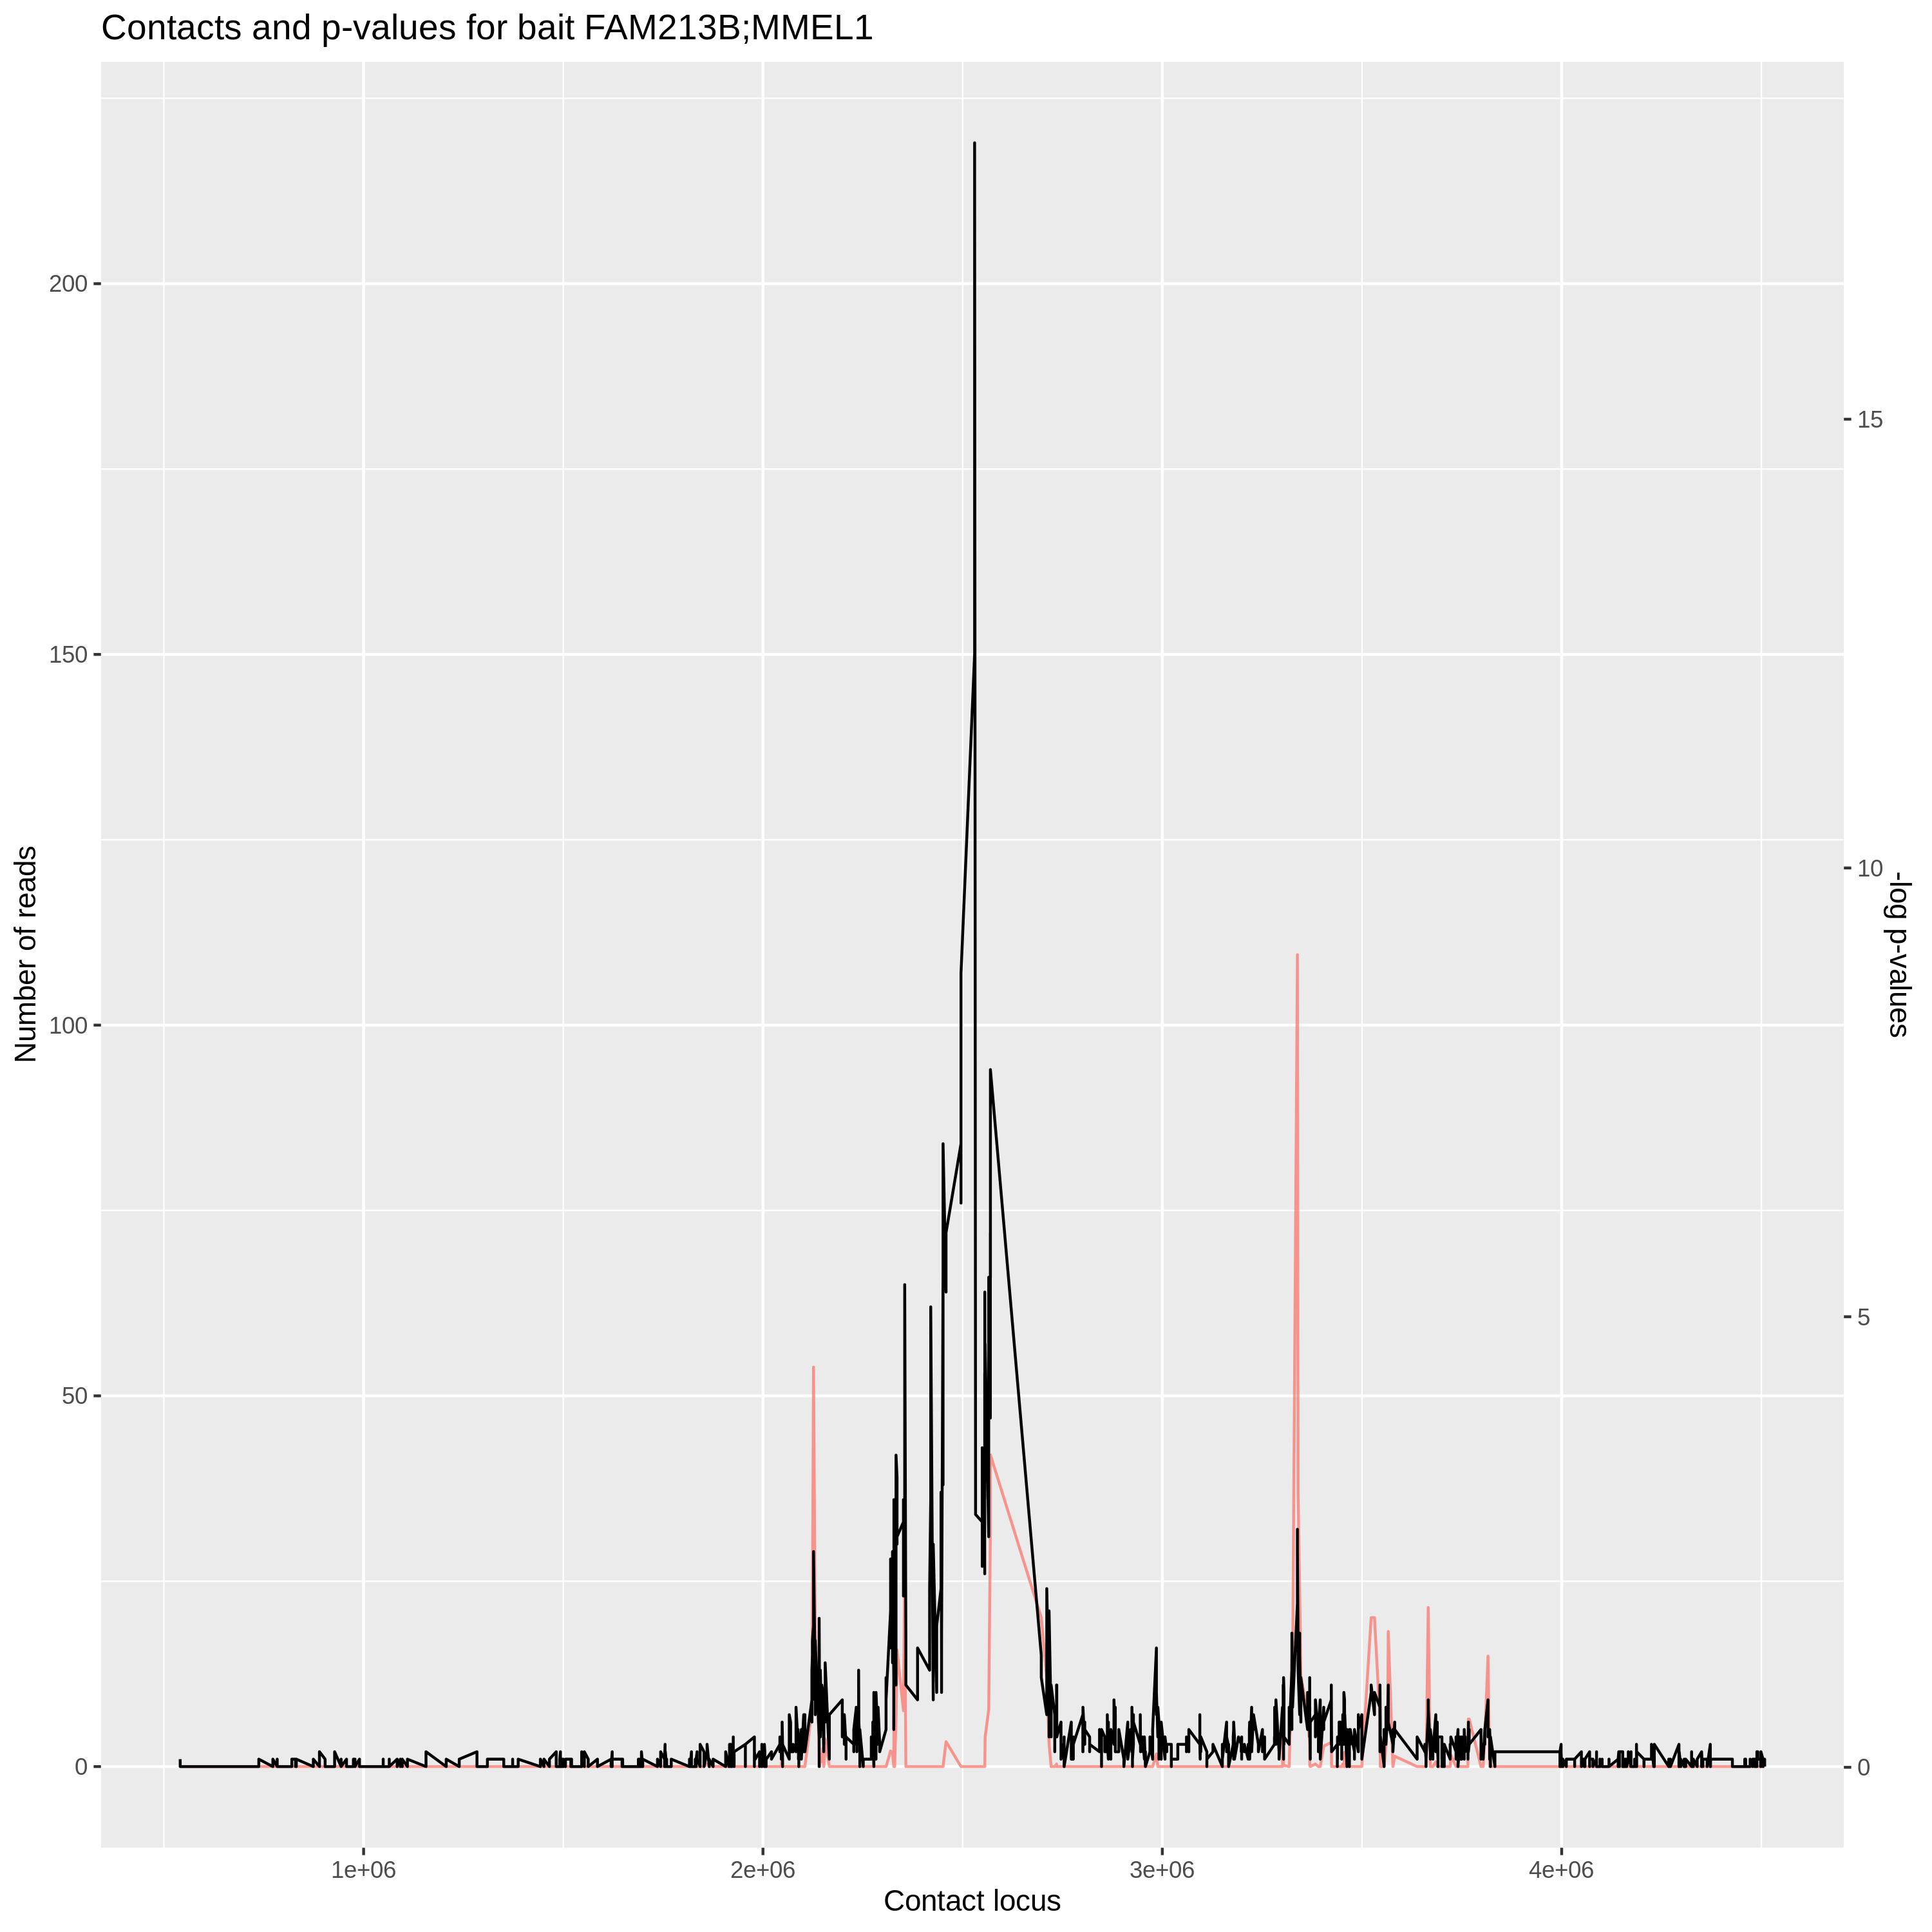 Contacts and p-values for bait FAM213B;MMEL1
200
150
100
50
0
Number of reads
15
10
5
0
-log p-values
1e+06
2e+06
3e+06
4e+06
Contact locus